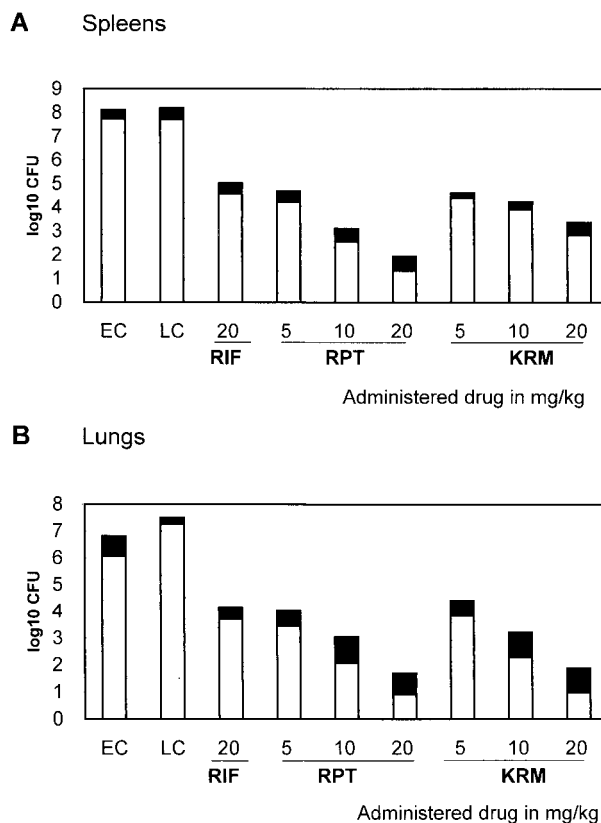 A Spleens
9
8
7
6
5
4
3
2
1
0
log10 CFU
EC LC 20 5 10 20 5 10 20
RIF RPT KRM
Administered drug in mg/kg
B Lungs
8
7
6
5
4
3
2
1
0
log10 CFU
EC LC 20 5 10 20 5 10 20
RIF RPT KRM
Administered drug in mg/kg